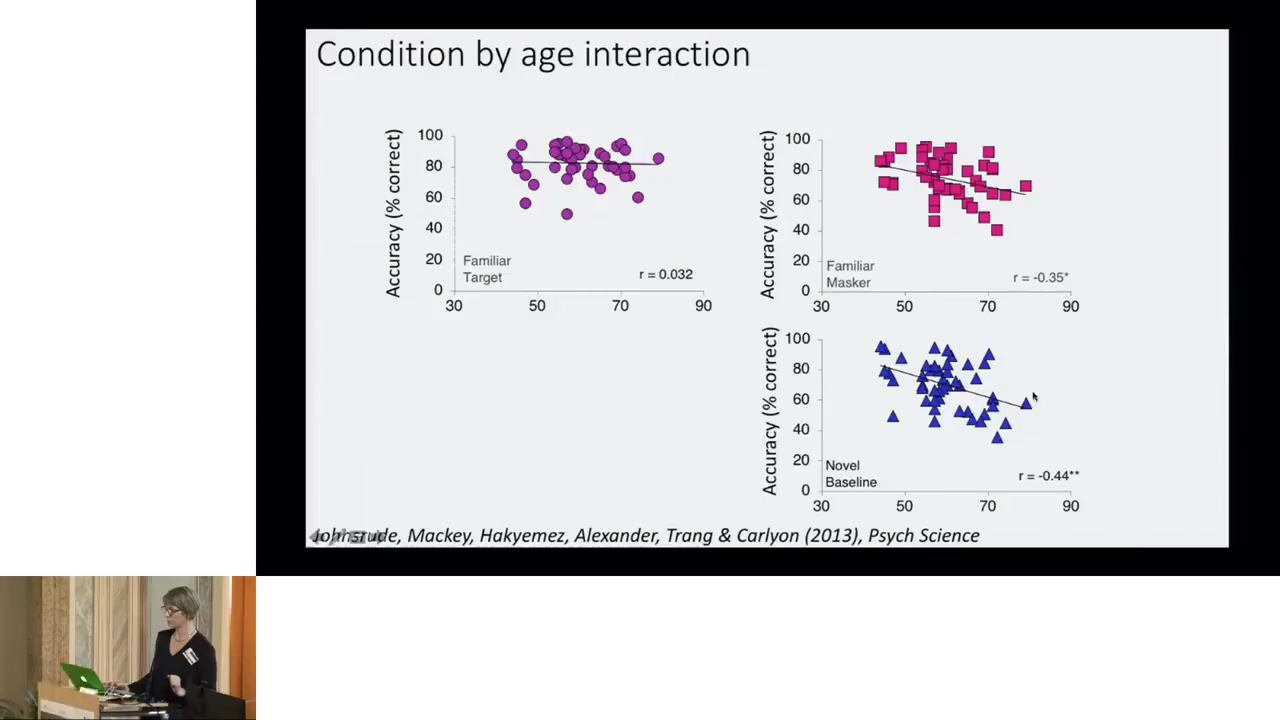 Condition by age interaction
Accuracy (% correct)
100
80
60
40
20
0
Familiar
Target
r = 0.032
30
50
70
90
Accuracy (% correct)
100
80
60
40
20
0
Familiar
Masker
r = -0.35*
30
50
70
90
Accuracy (% correct)
100
80
60
40
20
0
Novel
Baseline
r = -0.44**
30
50
70
90
Johnsrude, Mackey, Hakyemez, Alexander, Trang & Carlyon (2013), Psych Science